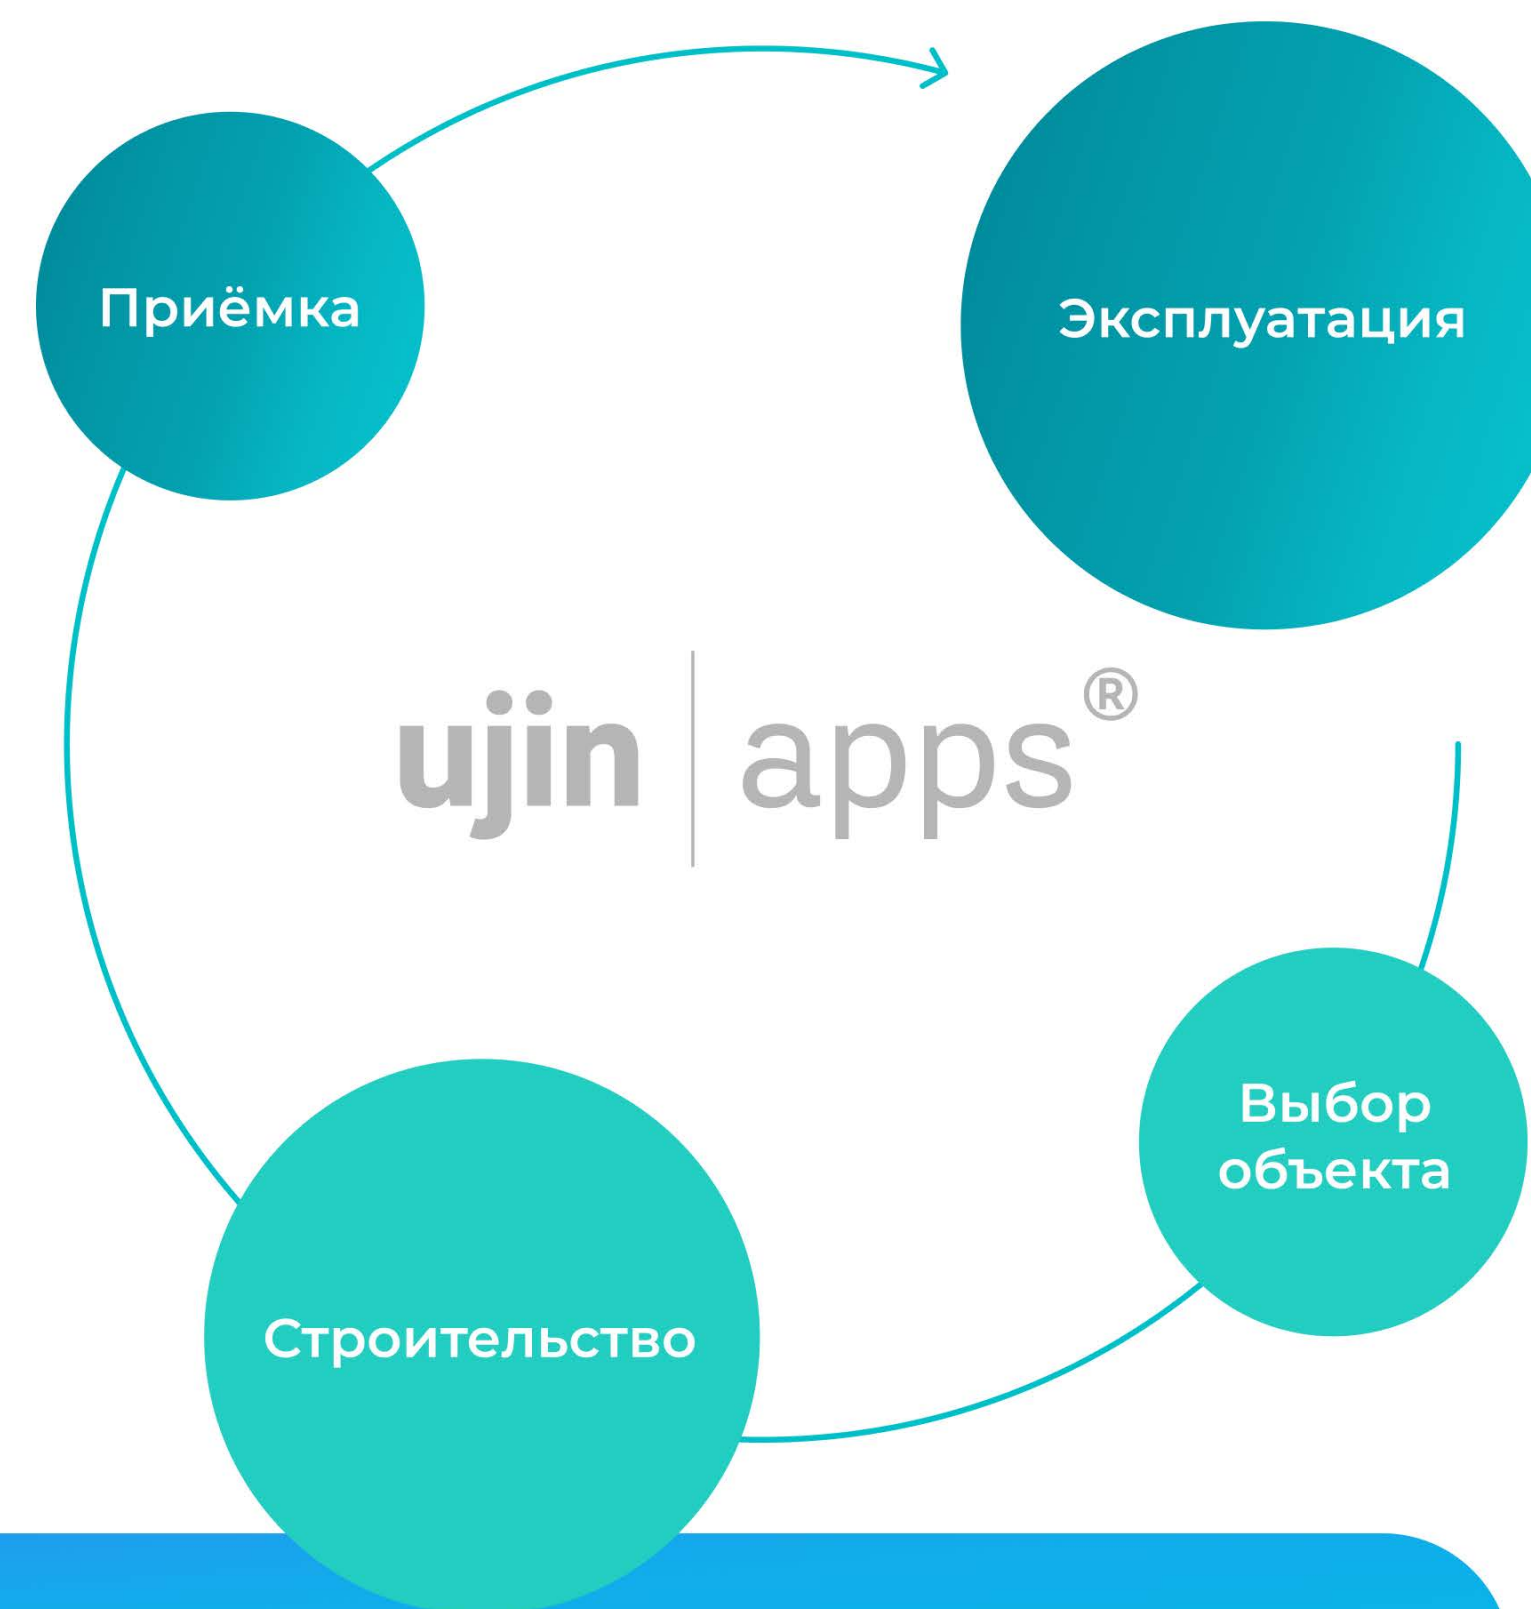 Приёмка
Эксплуатация
ujin | apps®
Выбор
объекта
Строительство